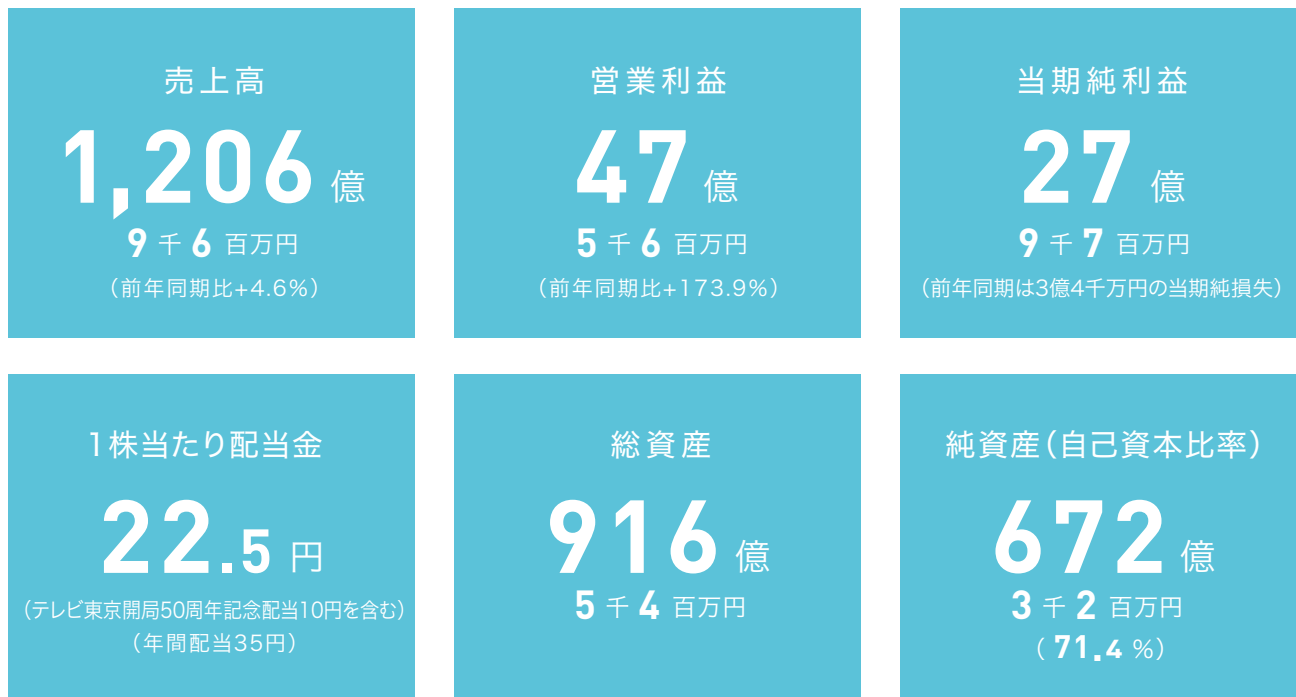 売上高
1,206 億
9 千 6 百万円
（前年同期比+4.6%）
営業利益
47 億
5 千 6 百万円
（前年同期比+173.9%）
当期純利益
27 億
9 千 7 百万円
（前年同期は3億4千万円の当期純損失）
1株当たり配当金
22.5 円
（テレビ東京開局50周年記念配当10円を含む）
（年間配当35円）
総資産
916 億
5 千 4 百万円
純資産（自己資本比率）
672 億
3 千 2 百万円
（ 71.4 %）